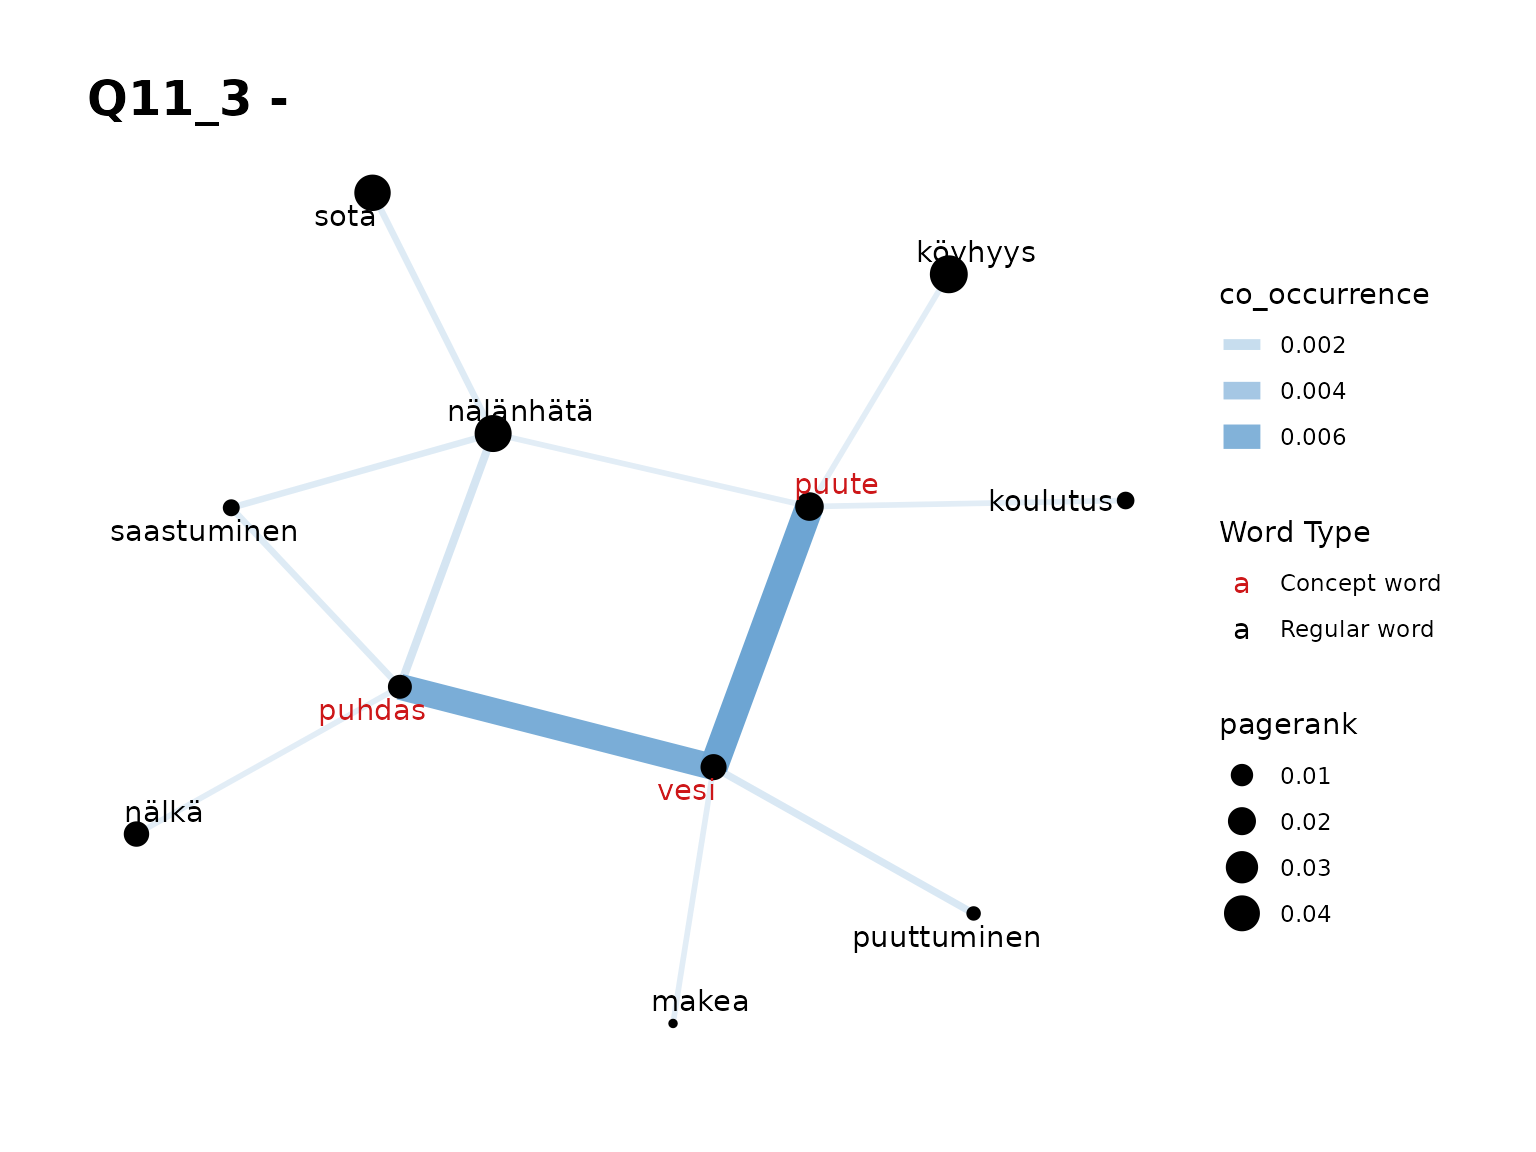 Q11_3 -
sota
köyhyys
nälänhätä
puute
koulutus
saastuminen
puhdas
vesi
nälkä
puuttuminen
makea
co_occurrence
0.002
0.004
0.006
Word Type
a Concept word
a Regular word
pagerank
0.01
0.02
0.03
0.04